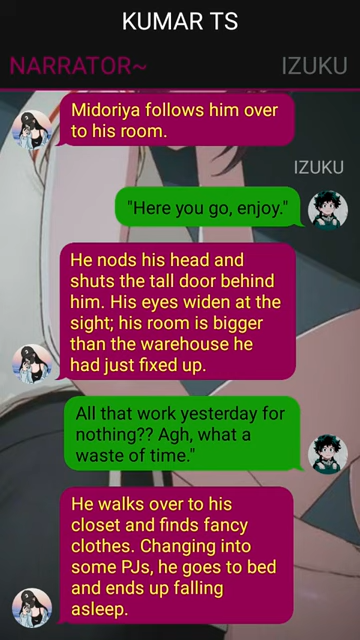 KUMAR TS
NARRATOR~ IZUKU
Midoriya follows him over
to his room.
IZUKU
"Here you go, enjoy."
He nods his head and
shuts the tall door behind
him. His eyes widen at the
sight; his room is bigger
than the warehouse he
had just fixed up.
All that work yesterday for
nothing?? Agh, what a
waste of time."
He walks over to his
closet and finds fancy
clothes. Changing into
some PJs, he goes to bed
and ends up falling
asleep.